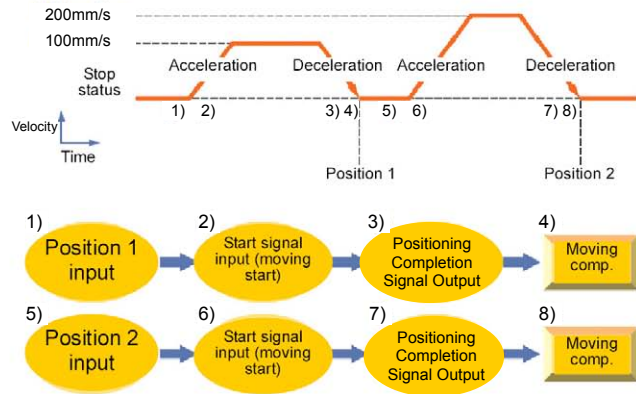 200mm/s
100mm/s
Acceleration Deceleration Acceleration Deceleration
Stop
status
1) 2) 3) 4) 5) 6) 7) 8)
Velocity
Time
Position 1 Position 2
1) 2) 3) 4)
Position 1
input
Start signal
input (moving
start)
Positioning
Completion
Signal Output
Moving
comp.
5) 6) 7) 8)
Position 2
input
Start signal
input (moving
start)
Positioning
Completion
Signal Output
Moving
comp.